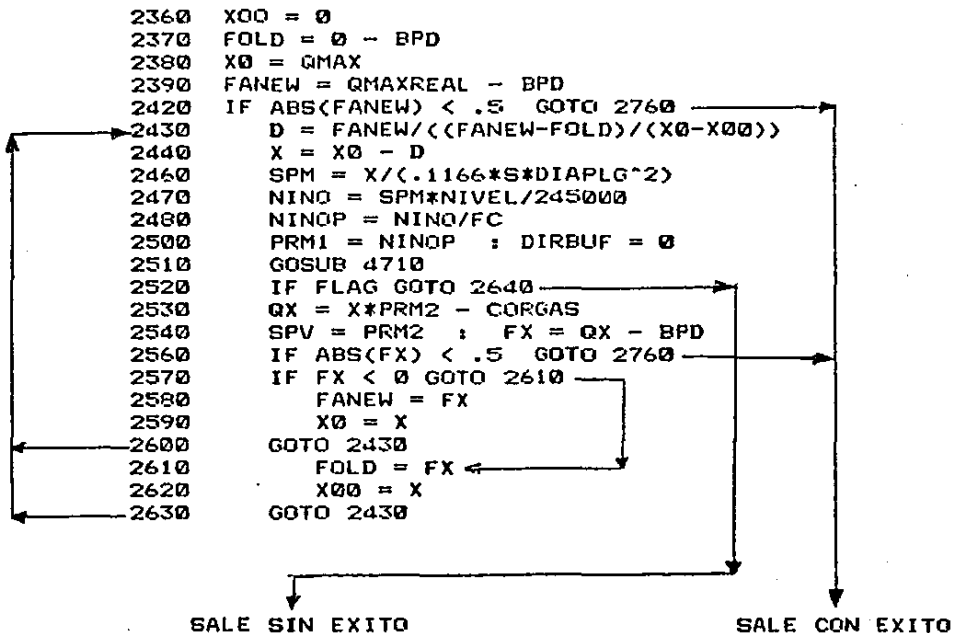 2360 XOO = 0
2370 FOLD = 0 - BPD
2380 X0 = QMAX
2390 FANEW = QMAXREAL - BPD
2420 IF ABS(FANEW) < .5 GOTO 2760
2430 D = FANEW/((FANEW-FOLD)/(X0-X00))
2440 X = X0 - D
2460 SPM = X/(.1166*S*DIAPLG^2)
2470 NINO = SPM*NIVEL/245000
2480 NINOP = NINO/FC
2500 PRM1 = NINOP : DIRBUF = 0
2510 GOSUB 4710
2520 IF FLAG GOTO 2640
2530 QX = X*PRM2 - CORGAS
2540 SPV = PRM2 : FX = QX - BPD
2560 IF ABS(FX) < .5 GOTO 2760
2570 IF FX < 0 GOTO 2610
2580 FANEW = FX
2590 X0 = X
2600 GOTO 2430
2610 FOLD = FX
2620 X00 = X
2630 GOTO 2430
SALE SIN EXITO SALE CON EXITO